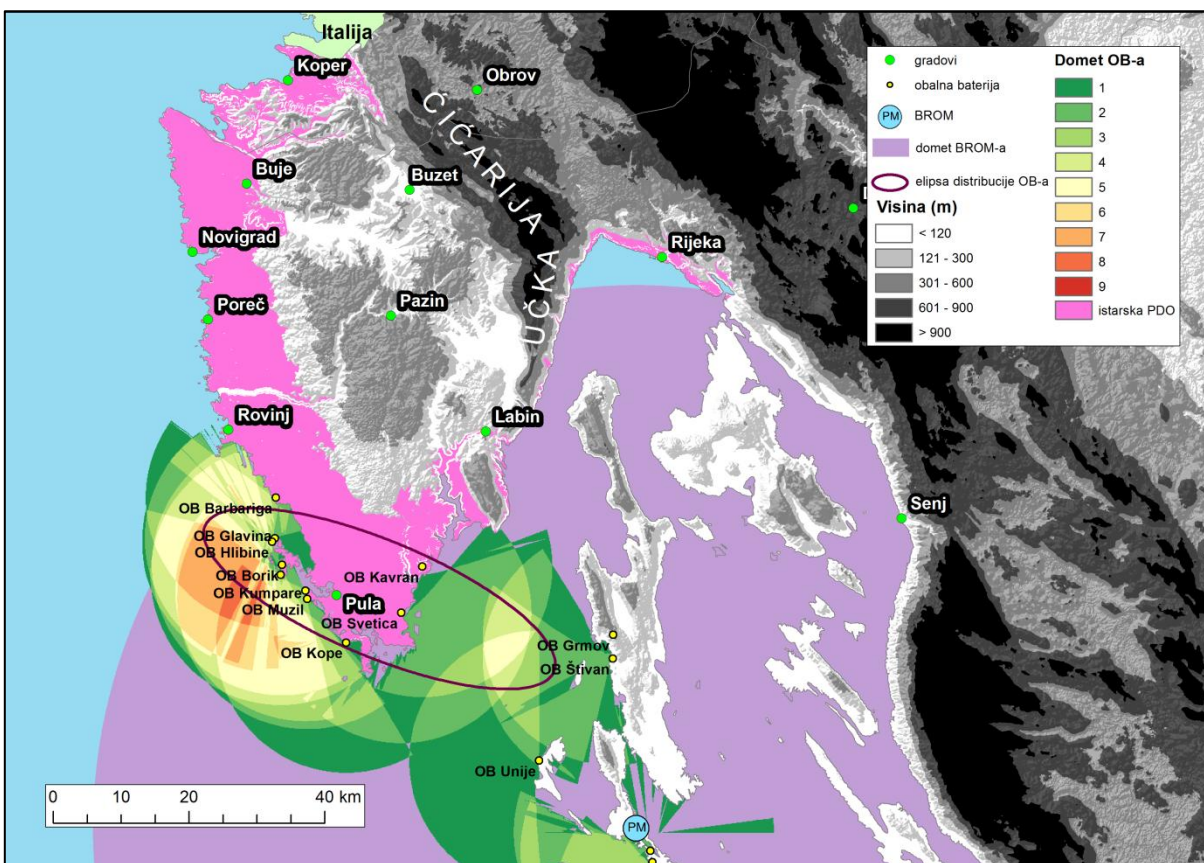 Italija
Koper
Obrov
ĆIĆARIJA
Buje
Buzet
Novigrad
Rijeka
Poreč
Pazin
UČKA
Rovinj
Labin
Senj
OB Barbariga
OB Glavina
OB Hlibine
OB Borik
OB Kavran
OB Kumpare
Pula
OB Muzil
OB Svetica
OB Kope
OB Grmov
OB Štivan
OB Unije
PM
0 10 20 40 km
gradovi
obalna baterija
PM BROM
domet BROM-a
elipsa distribucije OB-a
Visina (m)
< 120
121 - 300
301 - 600
601 - 900
> 900
Domet OB-a
1
2
3
4
5
6
7
8
9
istarska PDO